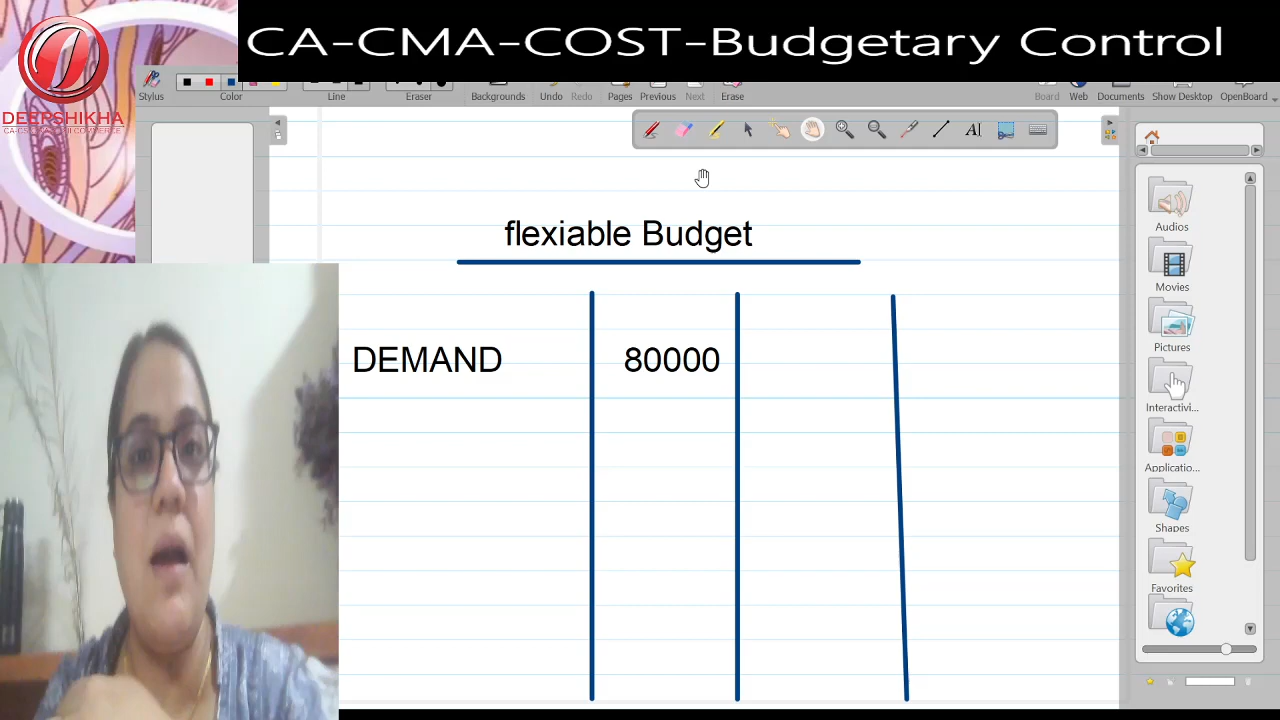 CA-CMA-COST-Budgetary Control
DEEPSHIKHA
Stylus
Color
Line
Eraser
Backgrounds
Undo
Redo
Pages
Previous
Next
Erase
Board
Web
Documents
Show Desktop
OpenBoard
flexiable Budget
DEMAND 80000
Audios
Movies
Pictures
Interactivi...
Applicatio...
Shapes
Favorites